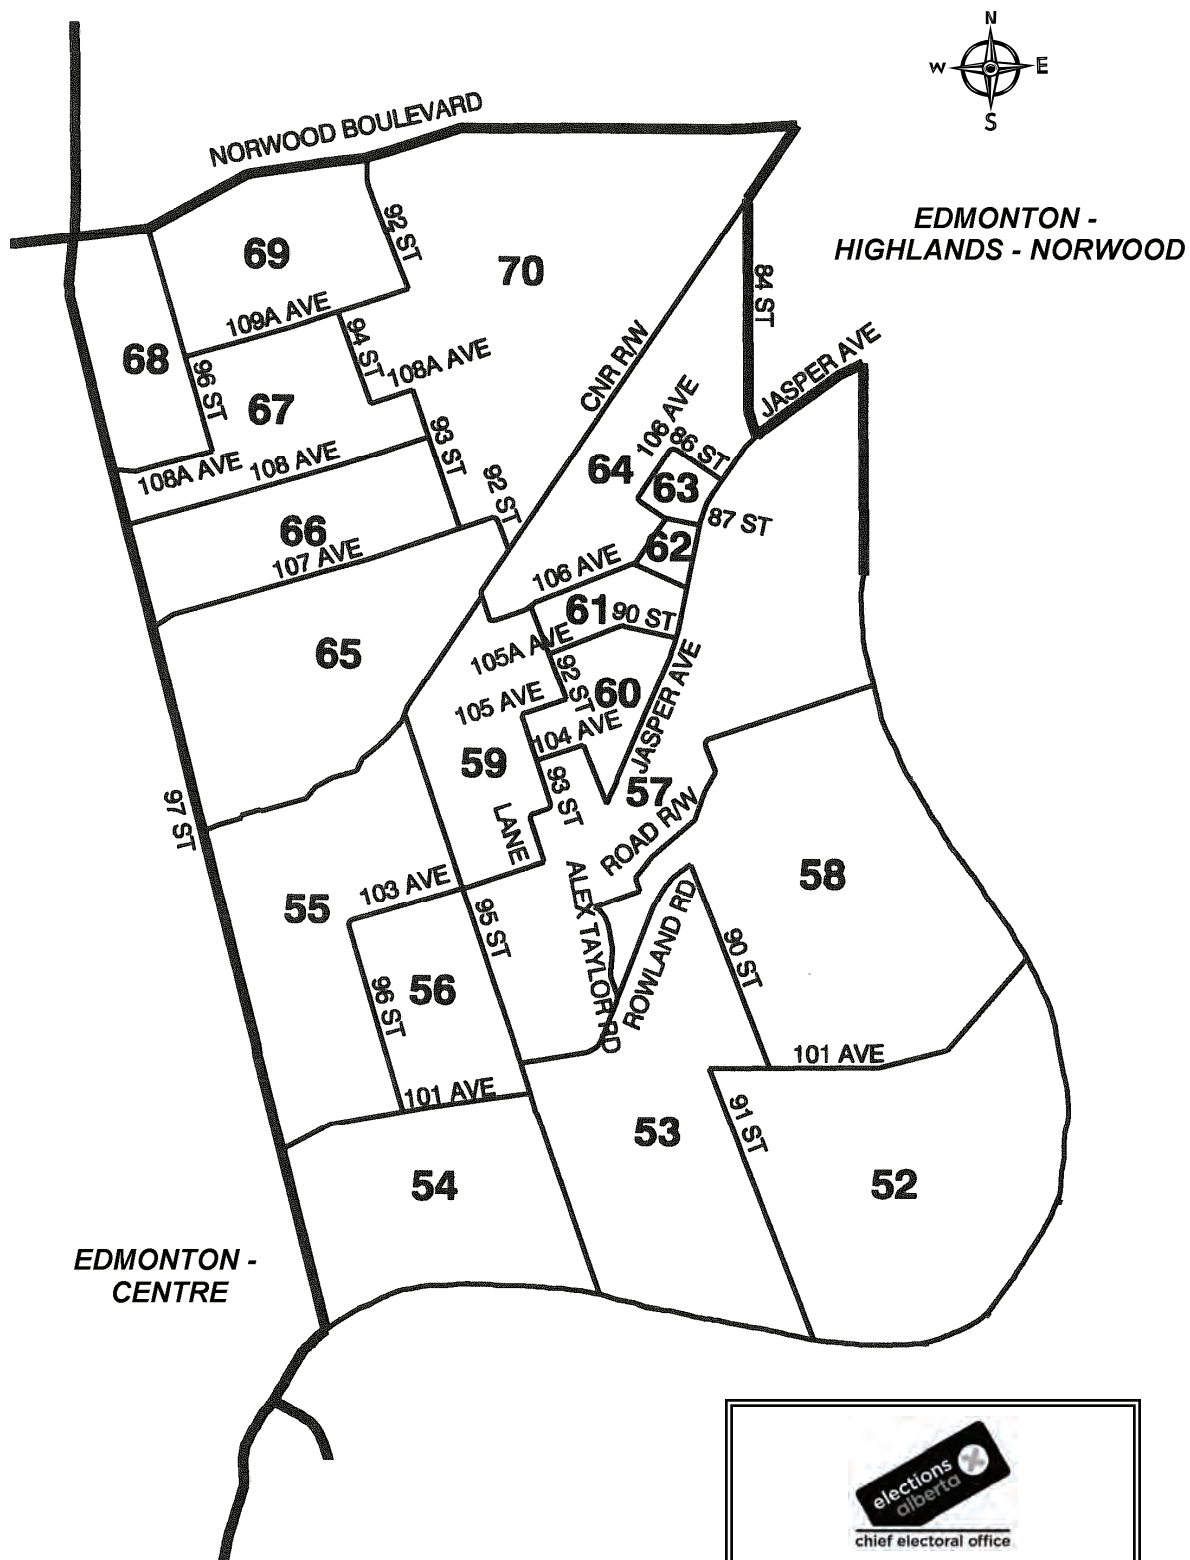 N
W E
S
NORWOOD BOULEVARD
EDMONTON -
HIGHLANDS - NORWOOD
92 ST
69
70
84 ST
109A AVE
94 ST
68
96 ST
108A AVE
CNR R/W
JASPER AVE
67
106 AVE
86 ST
93 ST
108A AVE
108 AVE
64
63
92 ST
87 ST
66
62
107 AVE
106 AVE
61
90 ST
65
105A AVE
92 ST
60
JASPER AVE
105 AVE
104 AVE
59
93 ST
57
97 ST
LANE
ROAD R/W
58
103 AVE
55
ALEX TAYLOR RD
95 ST
ROWLAND RD
90 ST
56
96 ST
101 AVE
101 AVE
91 ST
53
54
52
EDMONTON -
CENTRE
elections
alberta
chief electoral office